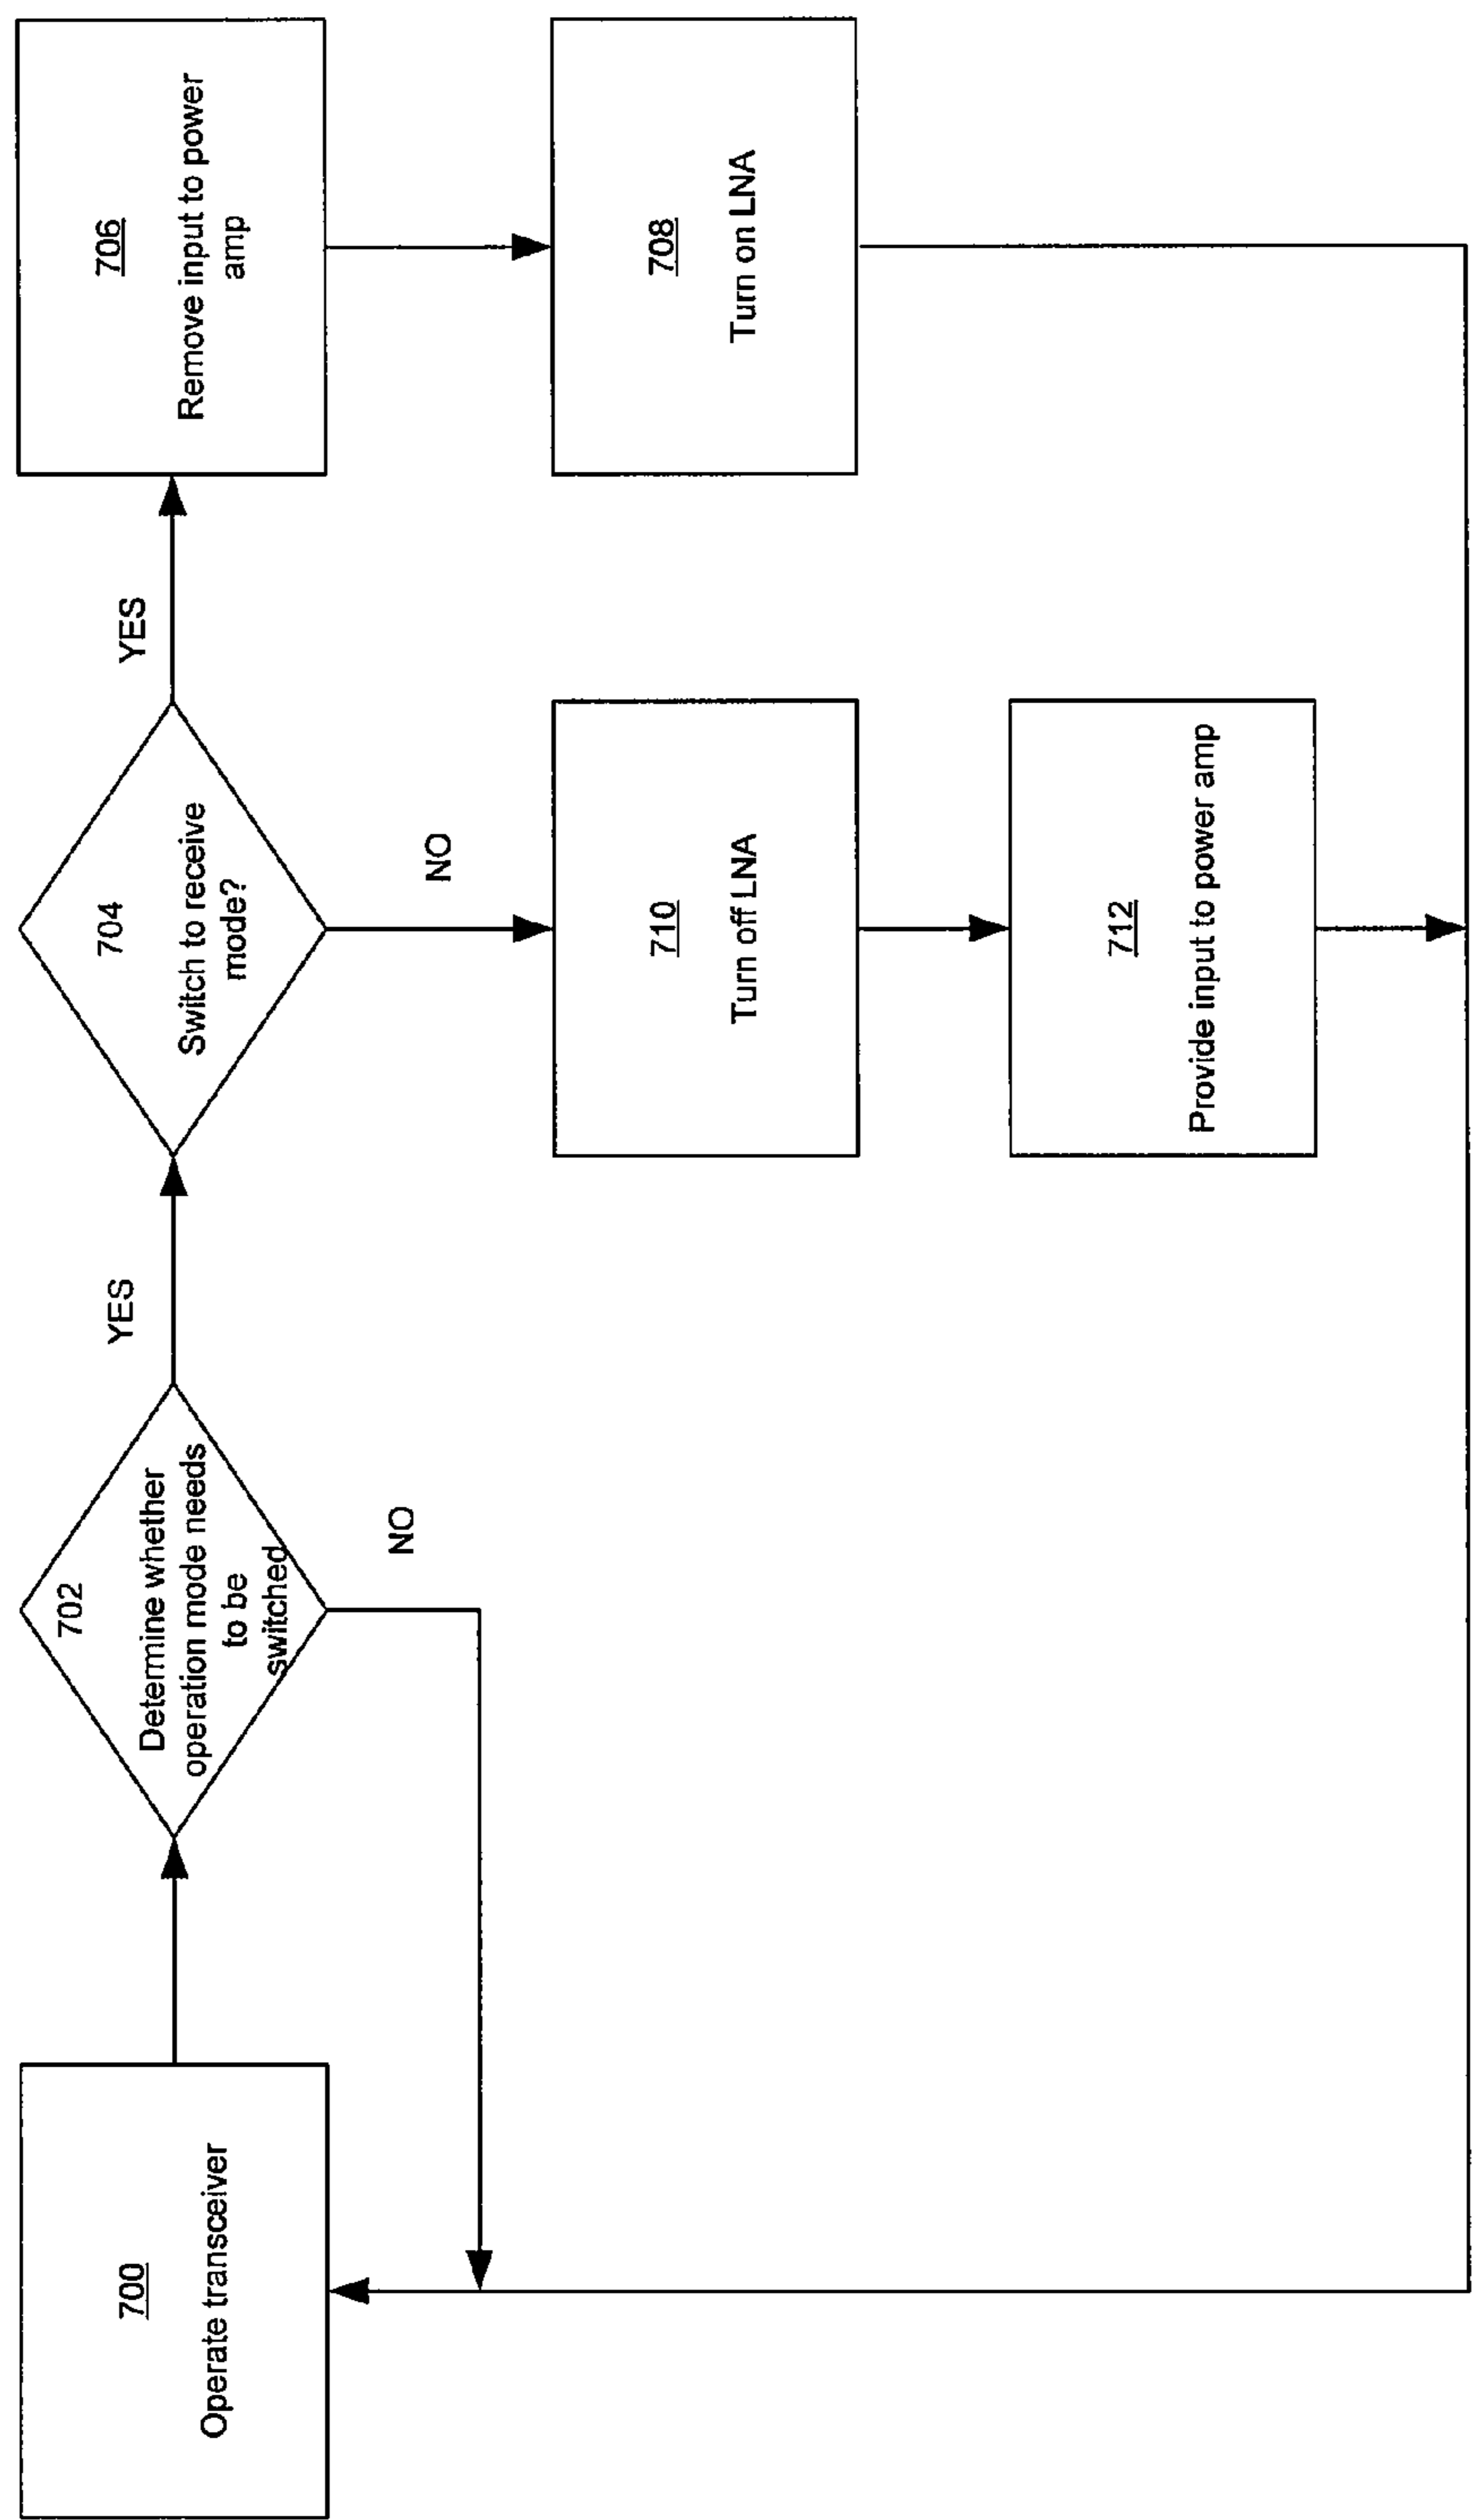 700
Operate transceiver
702
Determine whether
operation mode needs
to be
switched
YES
NO
704
Switch to receive
mode?
YES
NO
706
Remove input to power
amp
708
Turn on LNA
710
Turn off LNA
712
Provide input to power amp